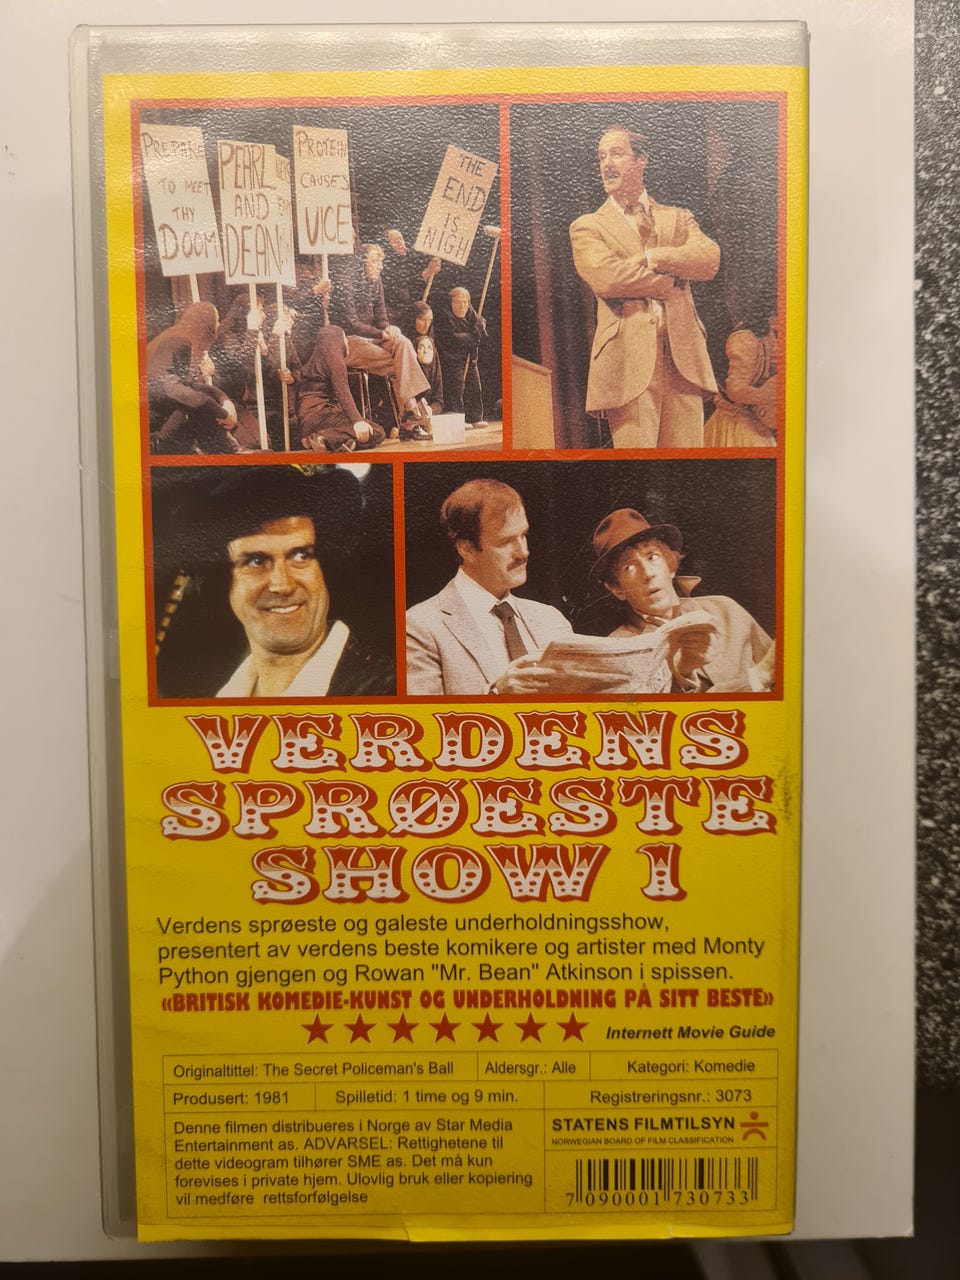 PREPARE
TO MEET
THY
DOOM
PEARL
AND
DEAN
PROTEIN
CAUSES
VICE
THE
END
IS
NIGH
VERDENS
SPRØESTE
SHOW 1
Verdens sprøeste og galeste underholdningsshow,
presentert av verdens beste komikere og artister med Monty
Python gjengen og Rowan "Mr. Bean" Atkinson i spissen.
«BRITISK KOMEDIE-KUNST OG UNDERHOLDNING PÅ SITT BESTE»
Internett Movie Guide
Originaltittel: The Secret Policeman's Ball
Aldersgr.: Alle
Kategori: Komedie
Produsert: 1981
Spilletid: 1 time og 9 min.
Registreringsnr.: 3073
Denne filmen distribueres i Norge av Star Media
Entertainment as. ADVARSEL: Rettighetene til
dette videogram tilhører SME as. Det må kun
forevises i private hjem. Ulovlig bruk eller kopiering
vil medføre rettsforfølgelse
STATENS FILMTILSYN
NORWEGIAN BOARD OF FILM CLASSIFICATION
7 090001 730733